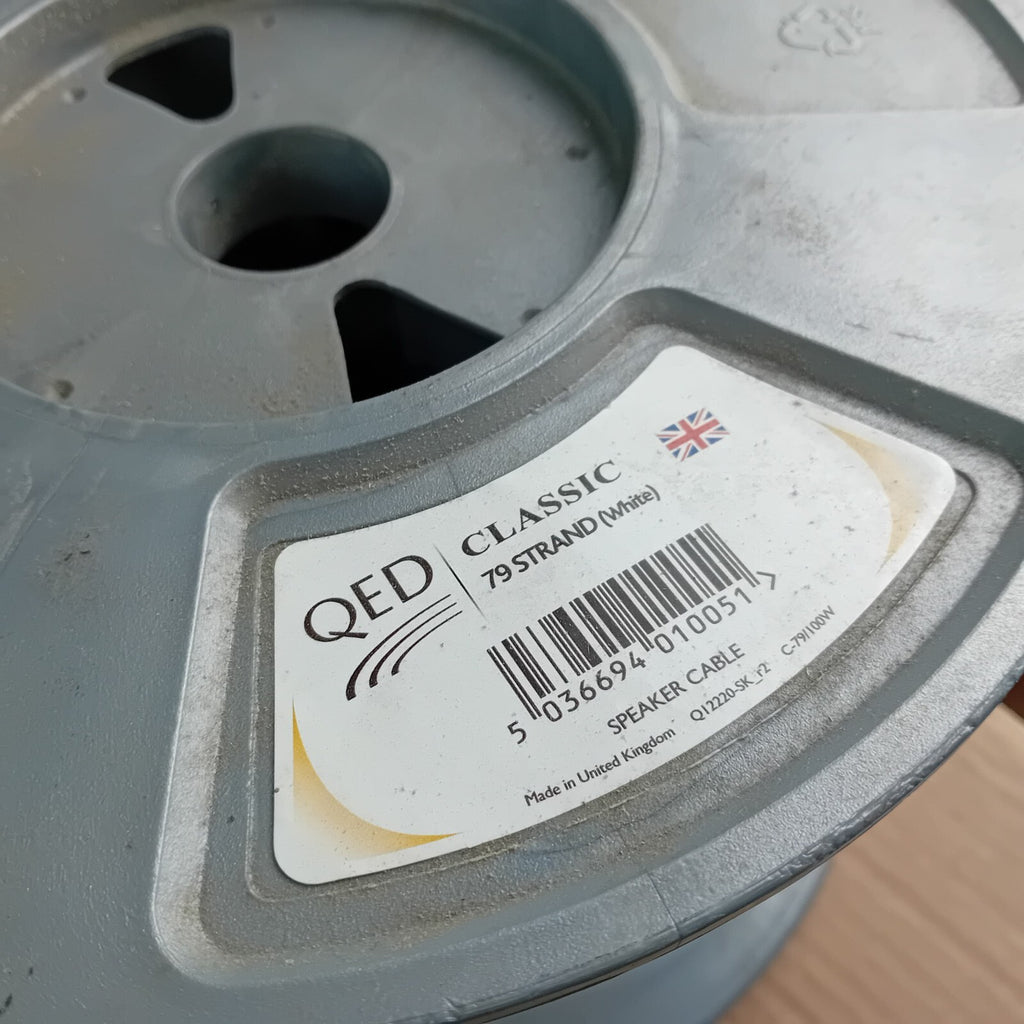 QED
CLASSIC
79 STRAND (White)
5 036694 010051 >
SPEAKER CABLE
Made in United Kingdom Q12220-SK_r2 C-79/100W